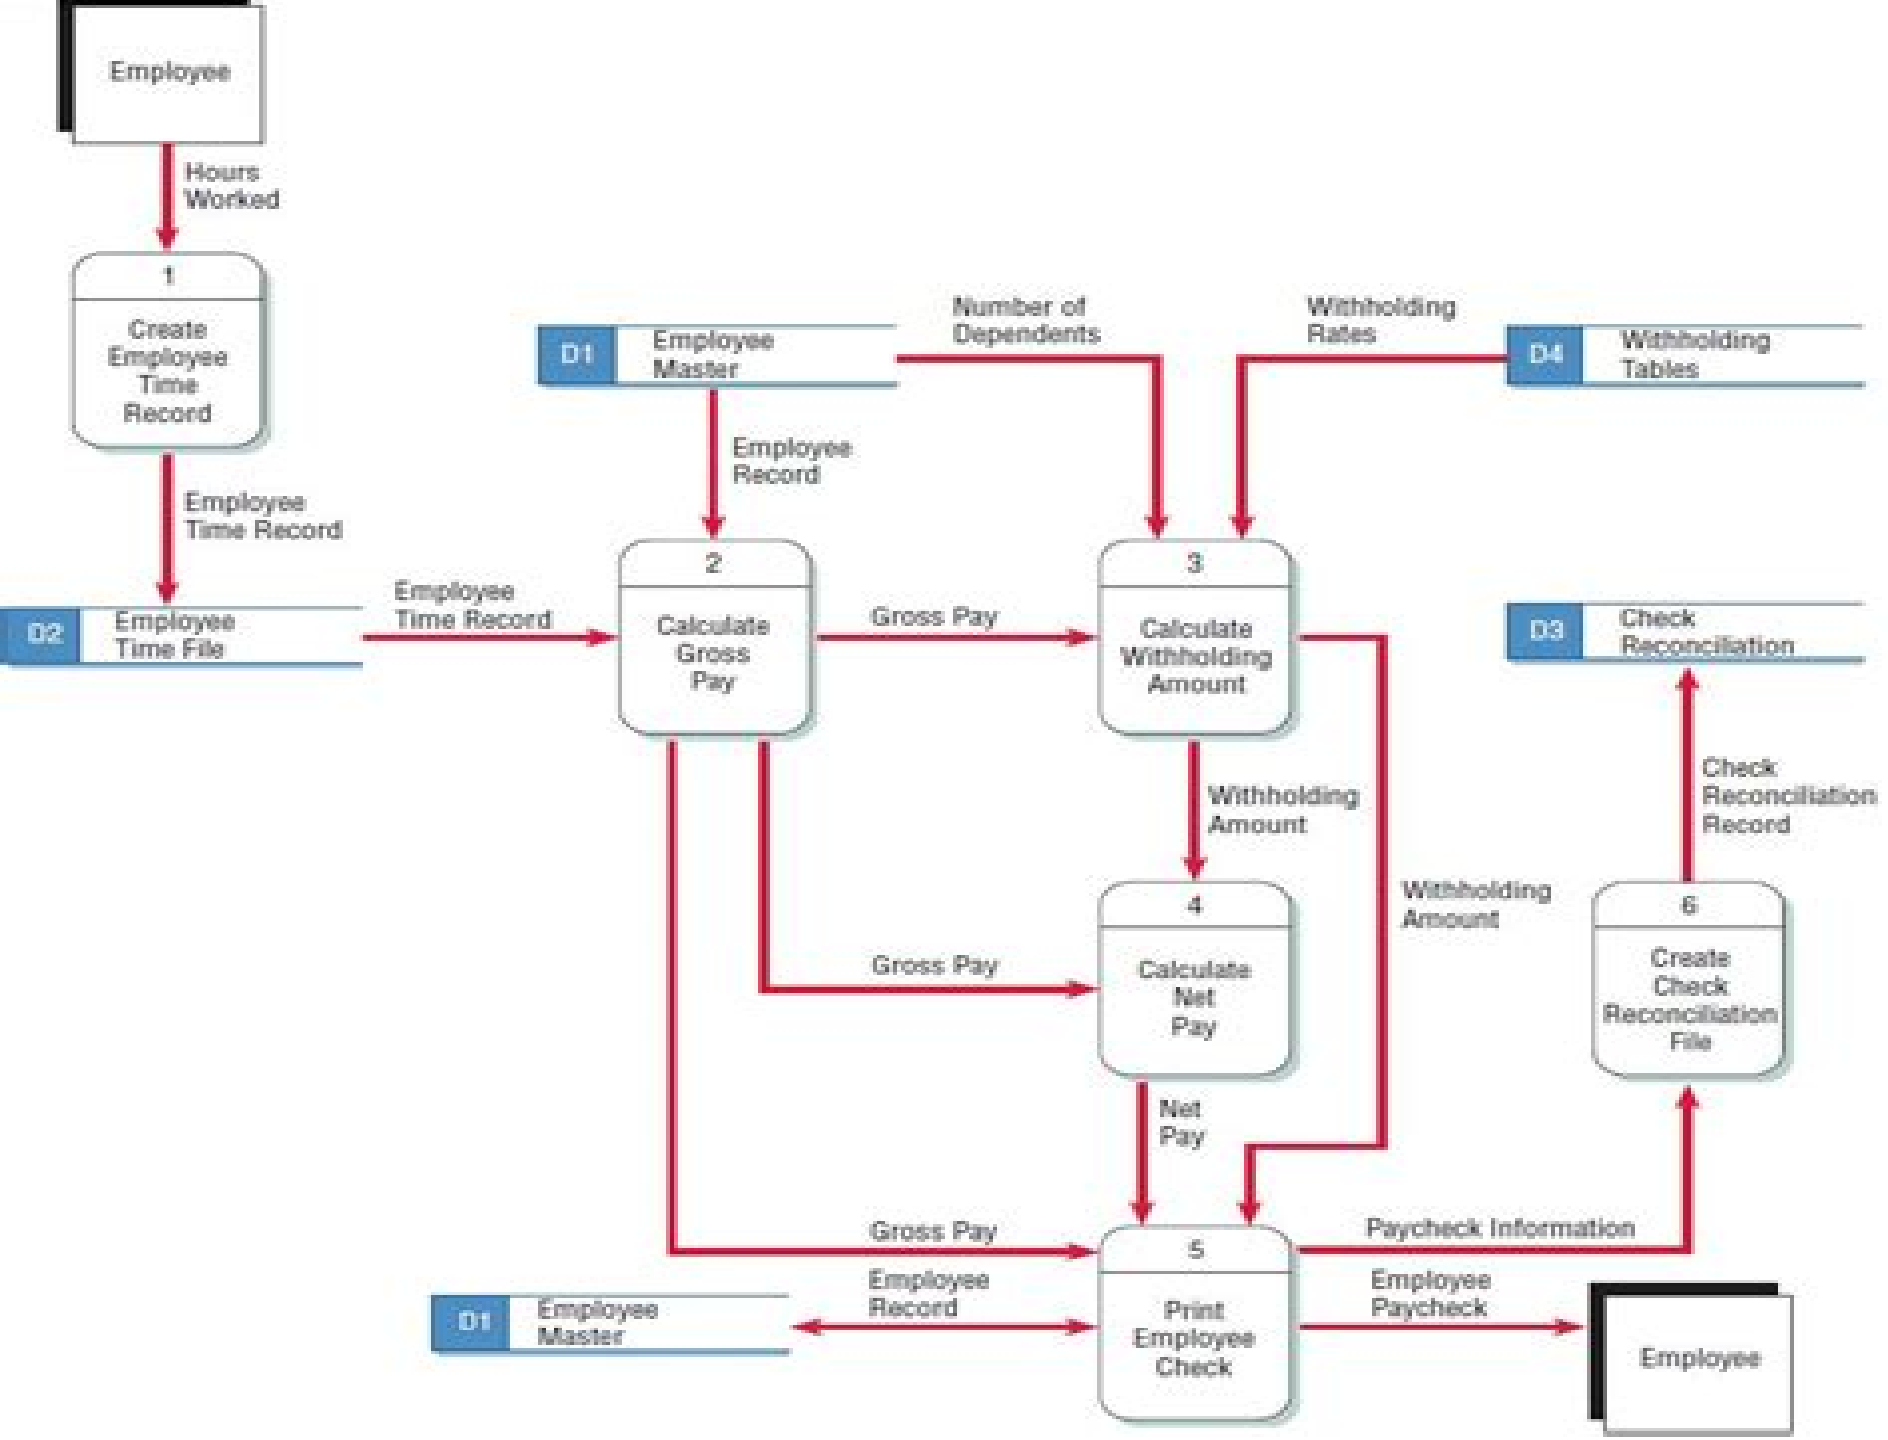 Employee
Hours
Worked
1
Create
Employee
Time
Record
Employee
Time Record
D2
Employee
Time File
Employee
Time Record
D1
Employee
Master
Employee
Record
Number of
Dependents
Withholding
Rates
D4
Withholding
Tables
2
Calculate
Gross
Pay
Gross Pay
3
Calculate
Withholding
Amount
D3
Check
Reconciliation
Withholding
Amount
Check
Reconciliation
Record
Withholding
Amount
Gross Pay
4
Calculate
Net
Pay
6
Create
Check
Reconciliation
File
Net
Pay
Gross Pay
Paycheck Information
5
Print
Employee
Check
D1
Employee
Master
Employee
Record
Employee
Paycheck
Employee